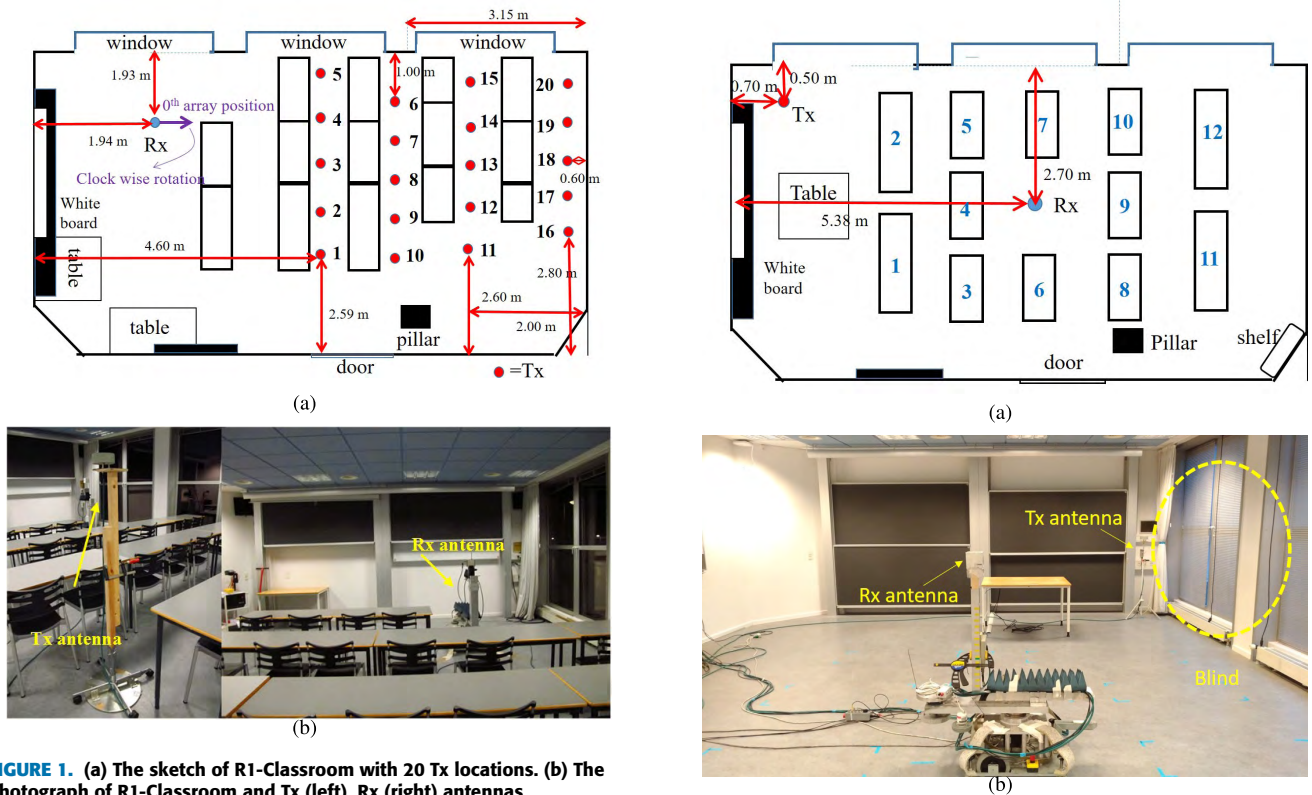 3.15 m
window
window
window
1.93 m
1.00 m
0th array position
1.94 m
Rx
Clock wise rotation
White
board
table
4.60 m
table
5
4
3
2
1
6
7
8
9
10
15
14
13
12
11
20
19
18
0.60 m
17
16
2.80 m
2.60 m
2.59 m
2.00 m
pillar
door
=Tx
(a)
Tx antenna
Rx antenna
(b)
IGURE 1. (a) The sketch of R1-Classroom with 20 Tx locations. (b) The
hotograph of R1-Classroom and Tx (left), Rx (right) antennas
0.70 m
0.50 m
Tx
2
5
7
10
12
2.70 m
Table
5.38 m
Rx
4
9
White
board
1
3
6
8
11
Pillar
shelf
door
(a)
Tx antenna
Rx antenna
Blind
(b)